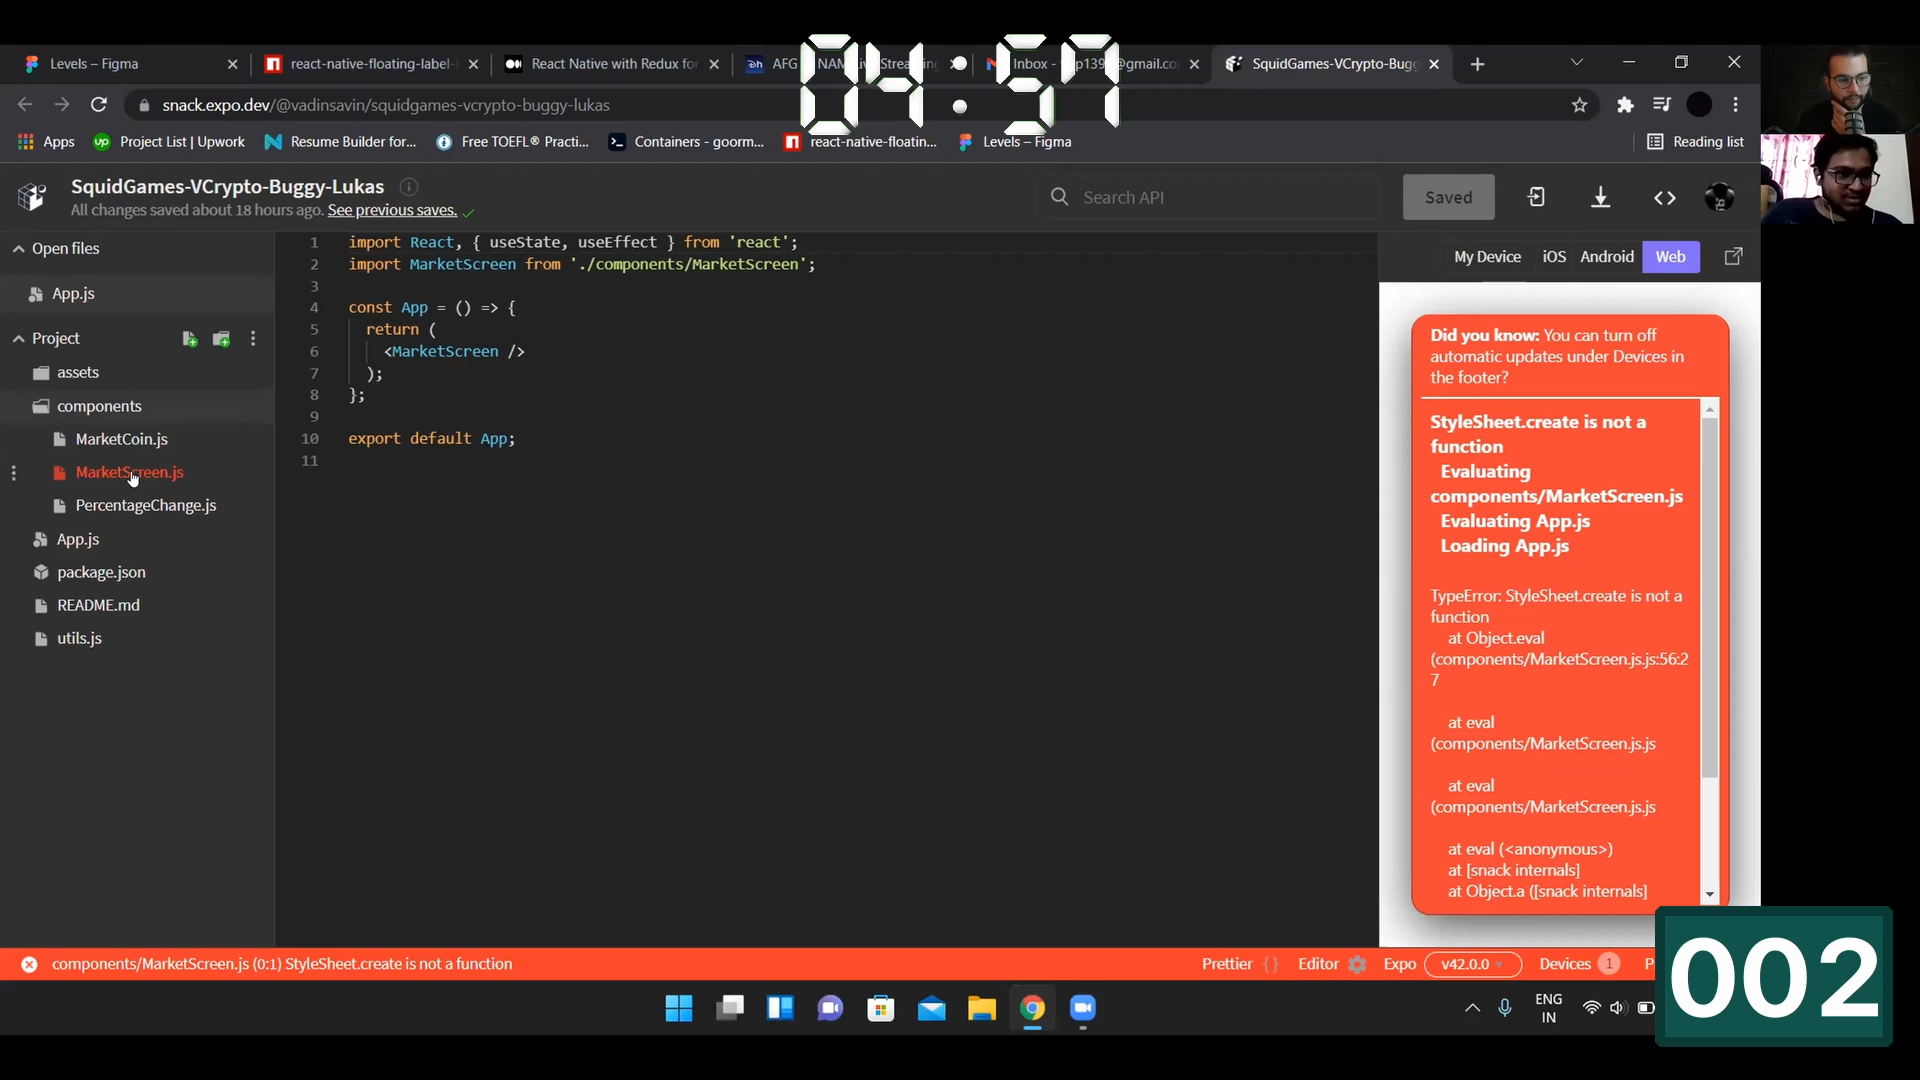 04:57
Levels – Figma
react-native-floating-label-
React Native with Redux for
AFG
NAM
Streaming
Inbox -
@gmail.co
SquidGames-VCrypto-Bugg
snack.expo.dev/@vadinsavin/squidgames-vcrypto-buggy-lukas
Apps
Project List | Upwork
Resume Builder for...
Free TOEFL® Practi...
Containers - goorm...
react-native-floatin...
Levels – Figma
Reading list
SquidGames-VCrypto-Buggy-Lukas
All changes saved about 18 hours ago. See previous saves.
Search API
Saved
Open files
App.js
Project
assets
components
MarketCoin.js
MarketScreen.js
PercentageChange.js
App.js
package.json
README.md
utils.js
1 import React, { useState, useEffect } from 'react';
2 import MarketScreen from './components/MarketScreen';
3
4 const App = () => {
5 return (
6 <MarketScreen />
7 );
8 };
9
10 export default App;
11
My Device
iOS
Android
Web
Did you know: You can turn off
automatic updates under Devices in
the footer?
StyleSheet.create is not a
function
Evaluating
components/MarketScreen.js
Evaluating App.js
Loading App.js
TypeError: StyleSheet.create is not a
function
at Object.eval
(components/MarketScreen.js.js:56:2
7
at eval
(components/MarketScreen.js.js
at eval
(components/MarketScreen.js.js
at eval (<anonymous>)
at [snack internals]
at Object.a ([snack internals]
components/MarketScreen.js (0:1) StyleSheet.create is not a function
Prettier { }
Editor
Expo
v42.0.0
Devices 1
P
ENG
IN
002